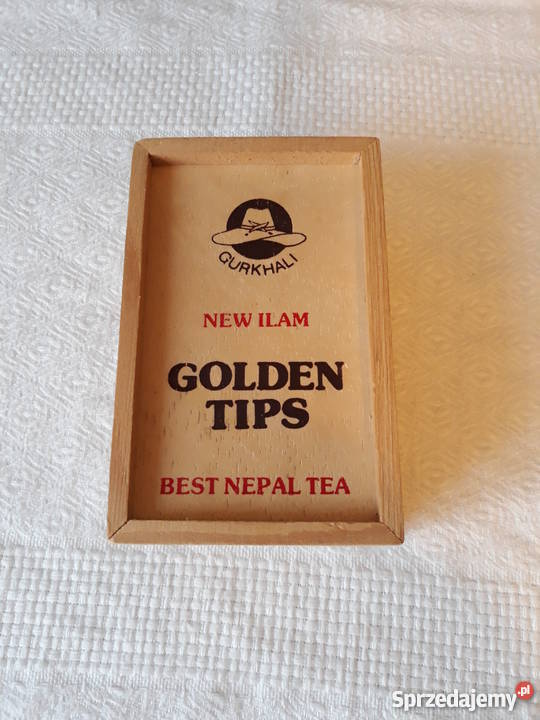 GURKHALI
NEW ILAM
GOLDEN
TIPS
BEST NEPAL TEA
Sprzedajemy.pl